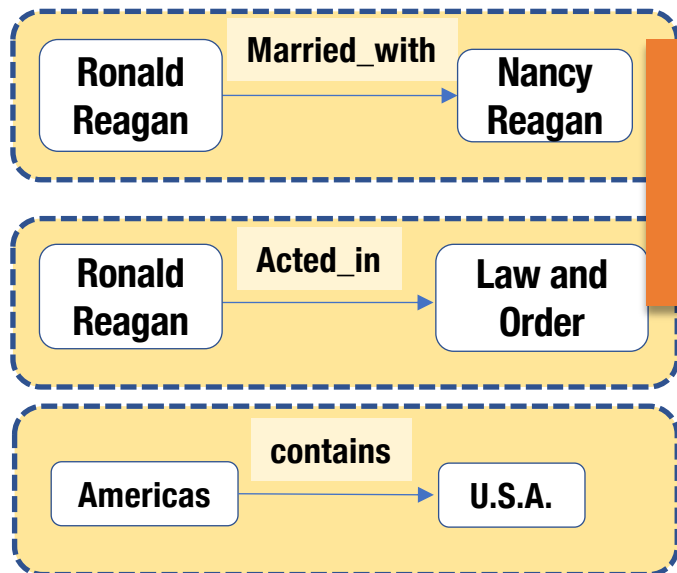 Married_with
Ronald
Reagan
Nancy
Reagan
Acted_in
Ronald
Reagan
Law and
Order
contains
Americas
U.S.A.